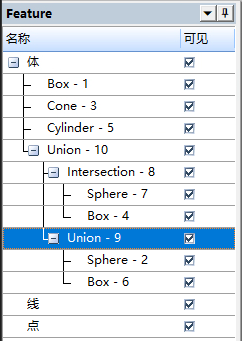 Feature
名称 可见
体
Box - 1
Cone - 3
Cylinder - 5
Union - 10
Intersection - 8
Sphere - 7
Box - 4
Union - 9
Sphere - 2
Box - 6
线
点